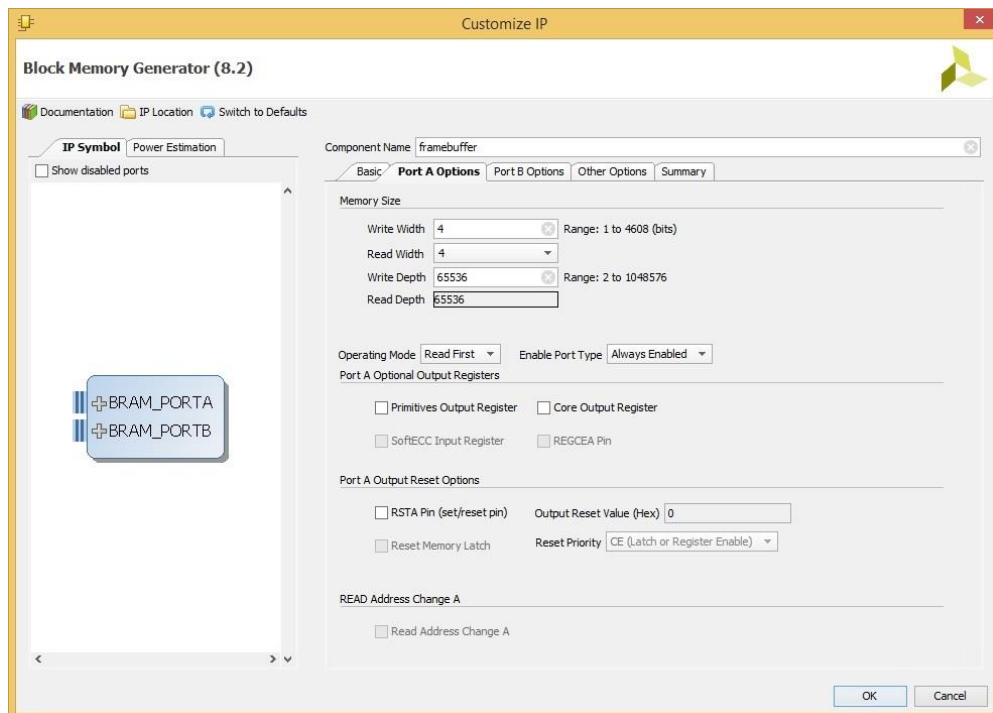 Customize IP
Block Memory Generator (8.2)
Documentation IP Location Switch to Defaults
IP Symbol Power Estimation
Show disabled ports
BRAM_PORTA
BRAM_PORTB
Component Name framebuffer
Basic Port A Options Port B Options Other Options Summary
Memory Size
Write Width 4 Range: 1 to 4608 (bits)
Read Width 4
Write Depth 65536 Range: 2 to 1048576
Read Depth 65536
Operating Mode Read First Enable Port Type Always Enabled
Port A Optional Output Registers
Primitives Output Register Core Output Register
SoftECC Input Register REGCEA Pin
Port A Output Reset Options
RSTA Pin (set/reset pin) Output Reset Value (Hex) 0
Reset Memory Latch Reset Priority CE (Latch or Register Enable)
READ Address Change A
Read Address Change A
OK Cancel